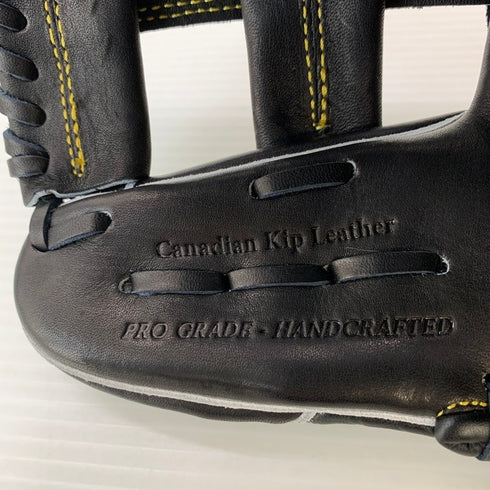 Canadian Kip Leather
PRO GRADE - HANDCRAFTED